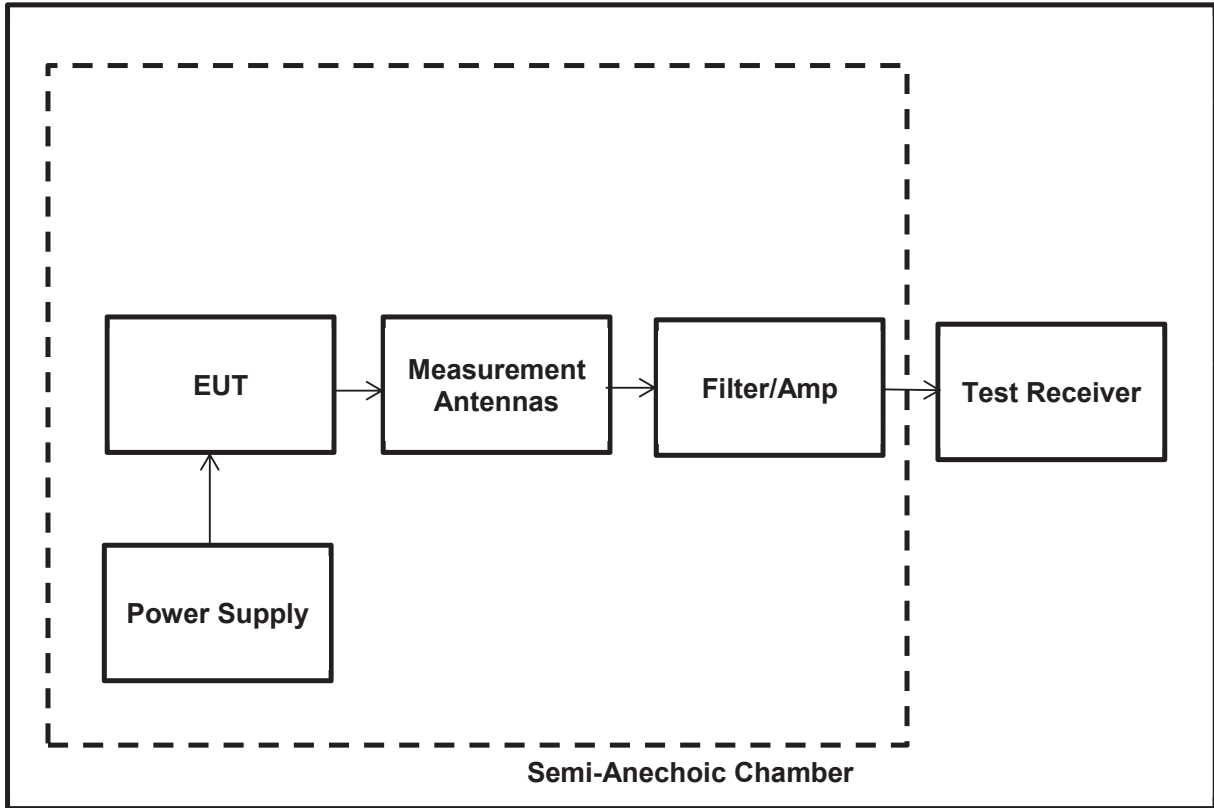 EUT
Measurement
Antennas
Filter/Amp
Test Receiver
Power Supply
Semi-Anechoic Chamber